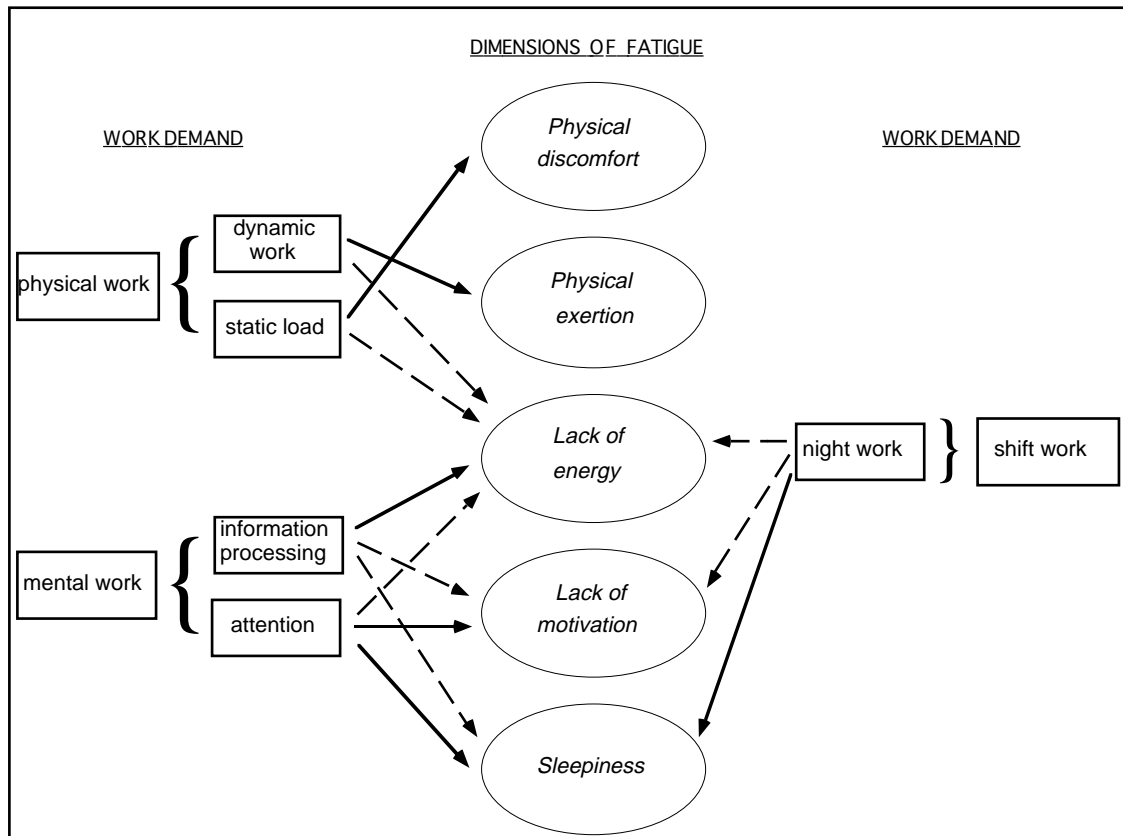 DIMENSIONS OF FATIGUE
WORK DEMAND
WORK DEMAND
Physical
discomfort
dynamic
work
physical work
static load
Physical
exertion
Lack of
energy
night work
shift work
information
processing
mental work
attention
Lack of
motivation
Sleepiness